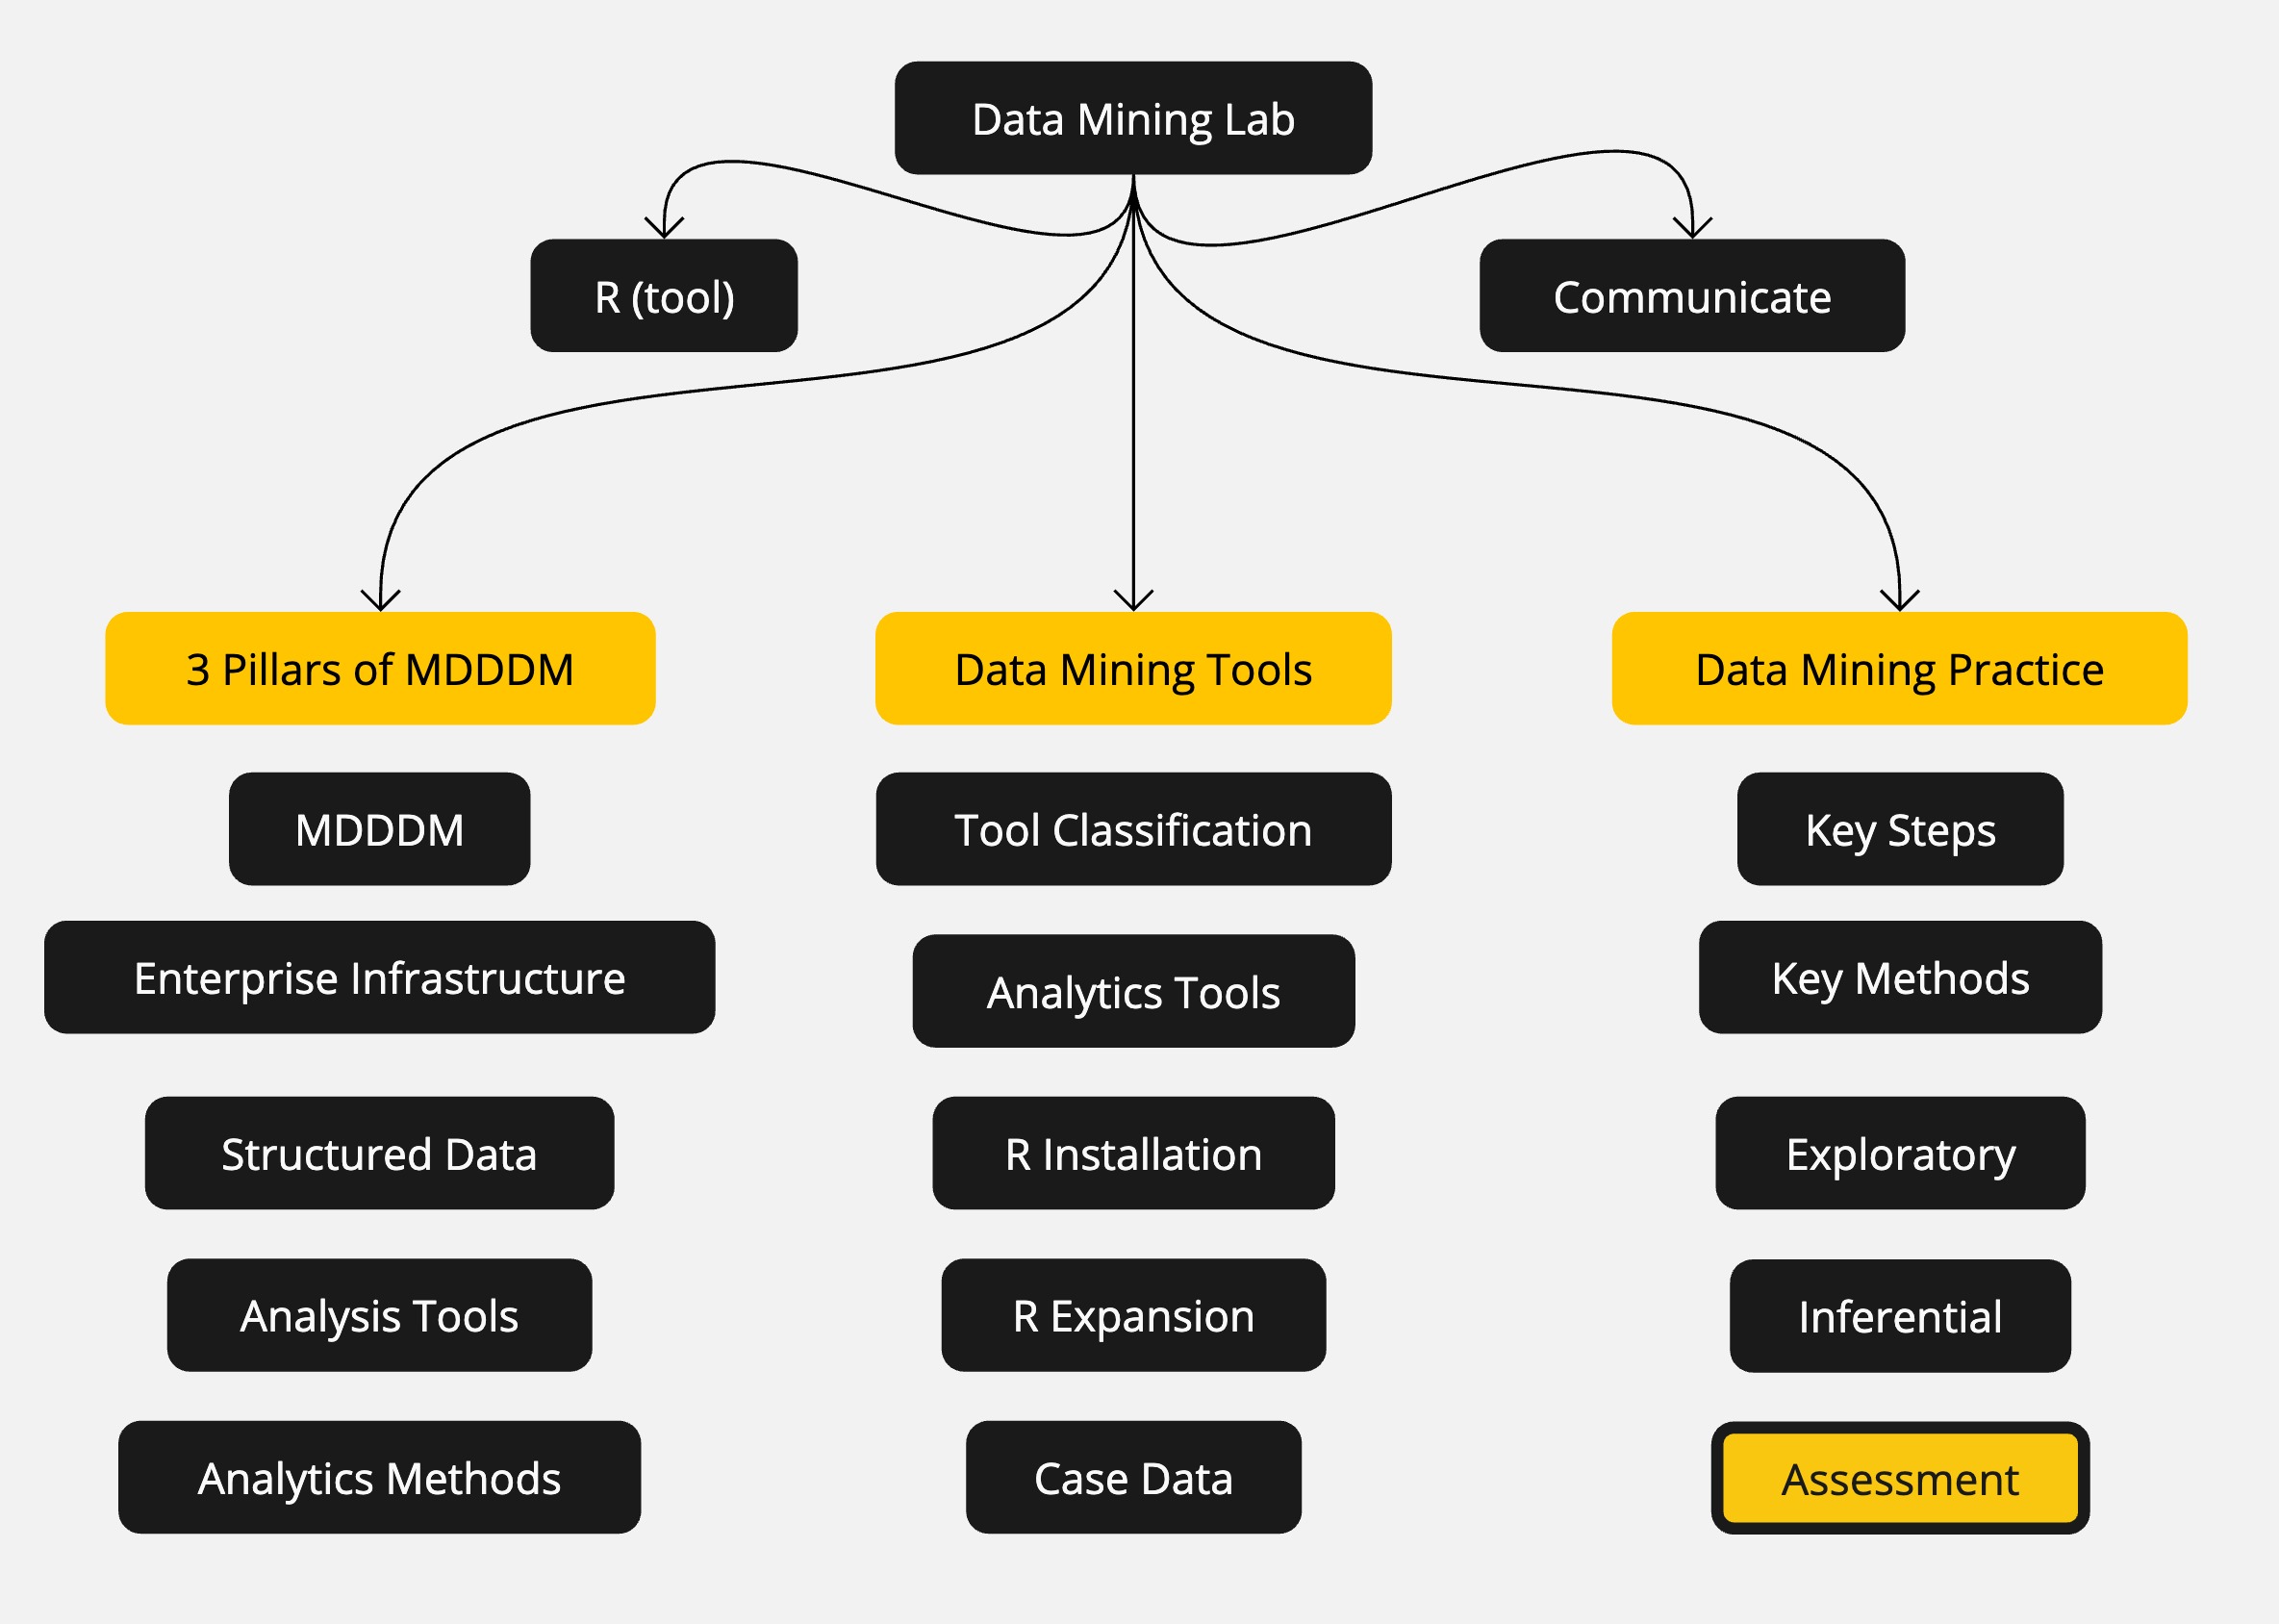 Data Mining Lab
R (tool)
Communicate
3 Pillars of MDDDM
Data Mining Tools
Data Mining Practice
MDDDM
Enterprise Infrastructure
Structured Data
Analysis Tools
Analytics Methods
Tool Classification
Analytics Tools
R Installation
R Expansion
Case Data
Key Steps
Key Methods
Exploratory
Inferential
Assessment